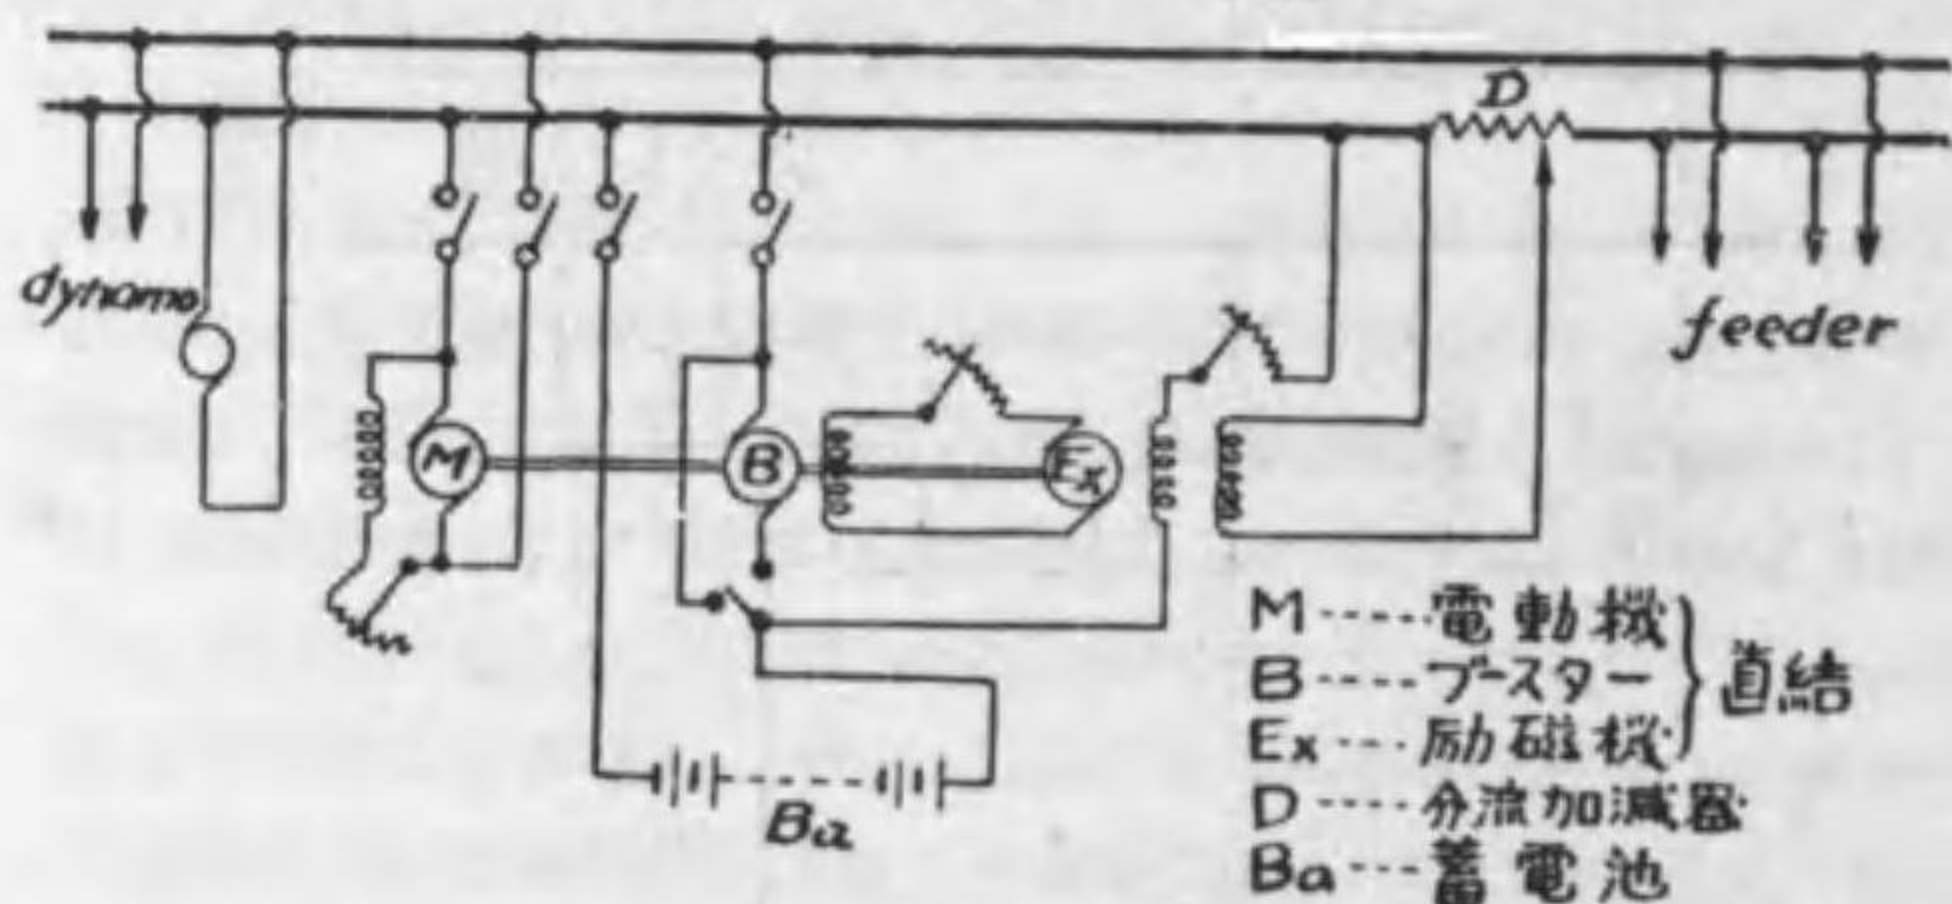 D
dynamo
feeder
M
B
Ex
Ba
M-----電動機
B----ブースター
Ex---励磁機
直結
D----分流加減器
Ba---蓄電池